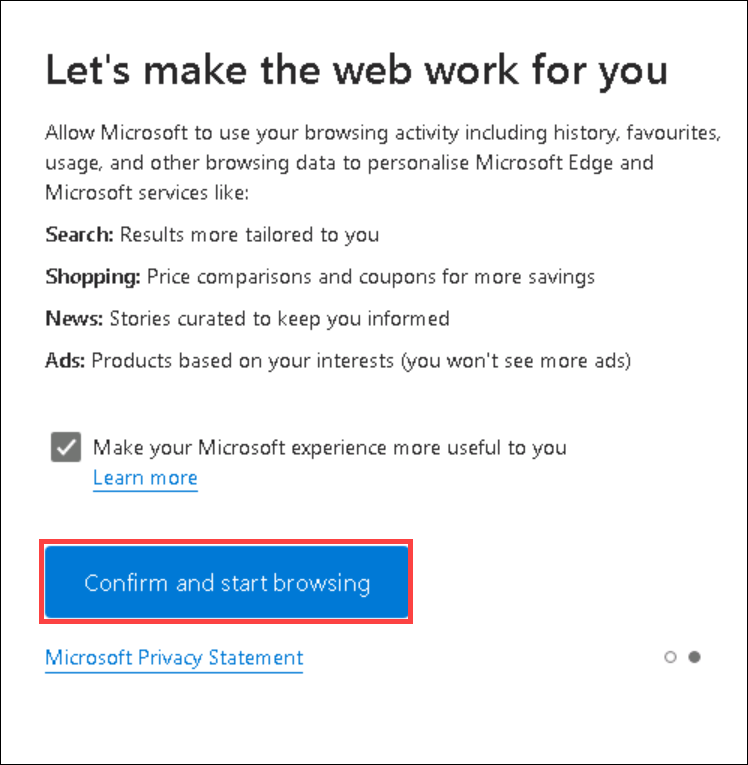 Let's make the web work for you
Allow Microsoft to use your browsing activity including history, favourites,
usage, and other browsing data to personalise Microsoft Edge and
Microsoft services like:
Search: Results more tailored to you
Shopping: Price comparisons and coupons for more savings
News: Stories curated to keep you informed
Ads: Products based on your interests (you won't see more ads)
Make your Microsoft experience more useful to you
Learn more
Confirm and start browsing
Microsoft Privacy Statement